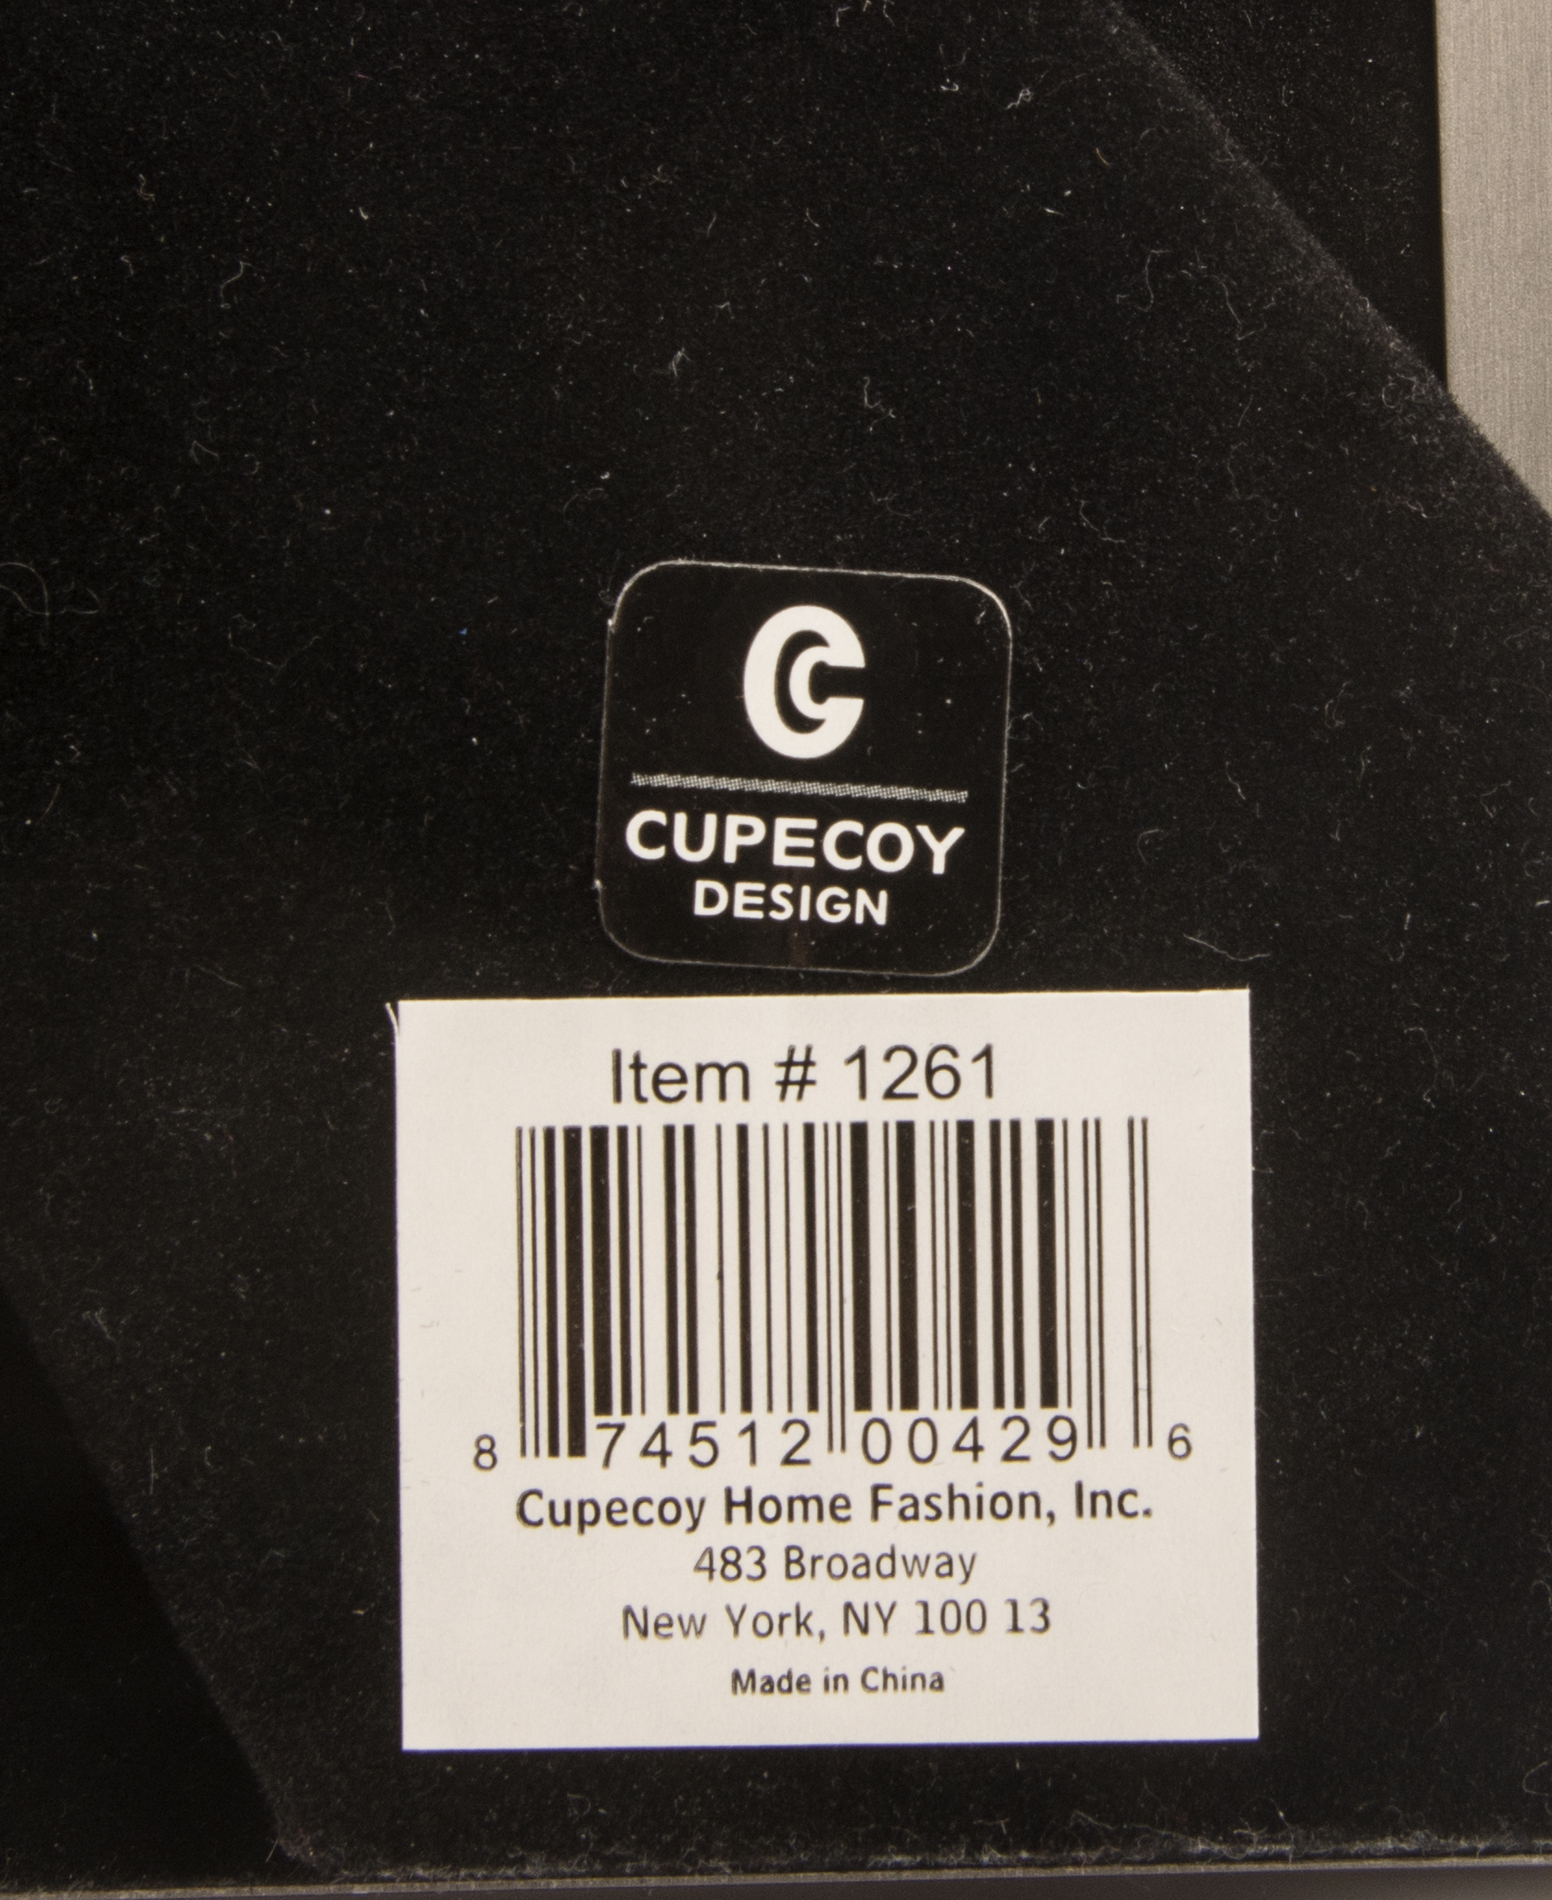 C
CUPECOY
DESIGN
Item # 1261
8 74512 00429 6
Cupecoy Home Fashion, Inc.
483 Broadway
New York, NY 100 13
Made in China